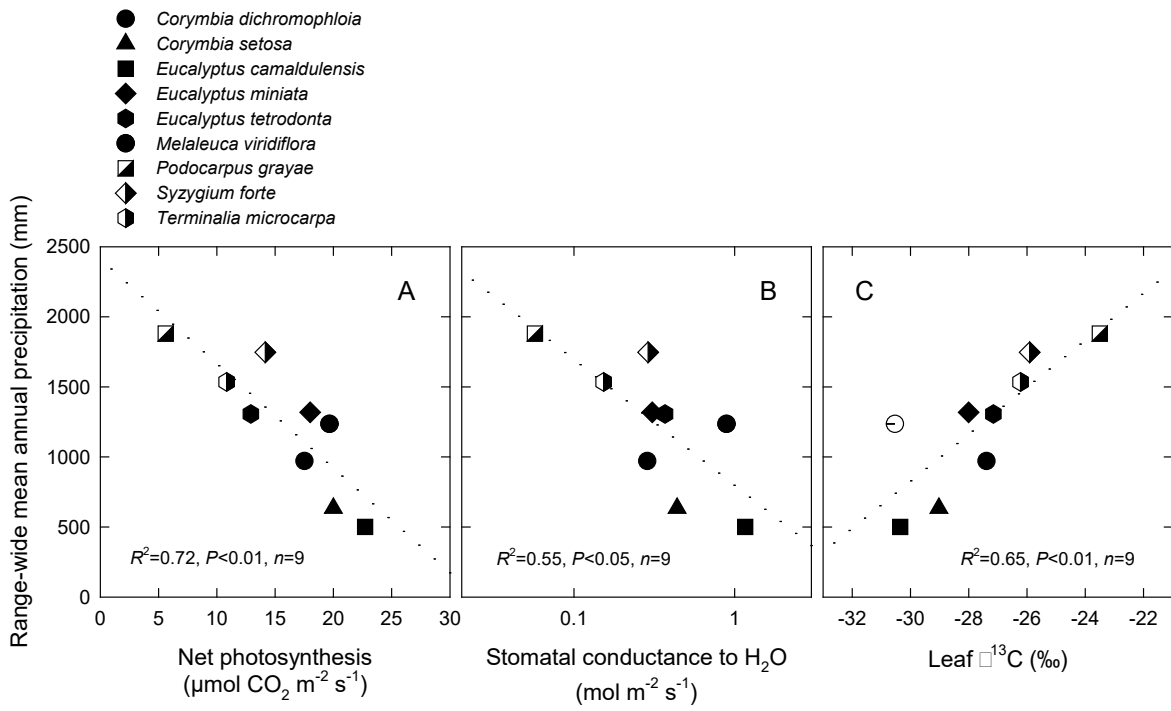 Corymbia dichromophloia
Corymbia setosa
Eucalyptus camaldulensis
Eucalyptus miniata
Eucalyptus tetrodonta
Melaleuca viridiflora
Podocarpus grayae
Syzygium forte
Terminalia microcarpa
Range-wide mean annual precipitation (mm)
2500
2000
1500
1000
500
0
A
B
C
R²=0.72, P<0.01, n=9
R²=0.55, P<0.05, n=9
R²=0.65, P<0.01, n=9
0 5 10 15 20 25 30
0.1 1
-32 -30 -28 -26 -24 -22
Net photosynthesis
(µmol CO₂ m⁻² s⁻¹)
Stomatal conductance to H₂O
(mol m⁻² s⁻¹)
Leaf □¹³C (‰)